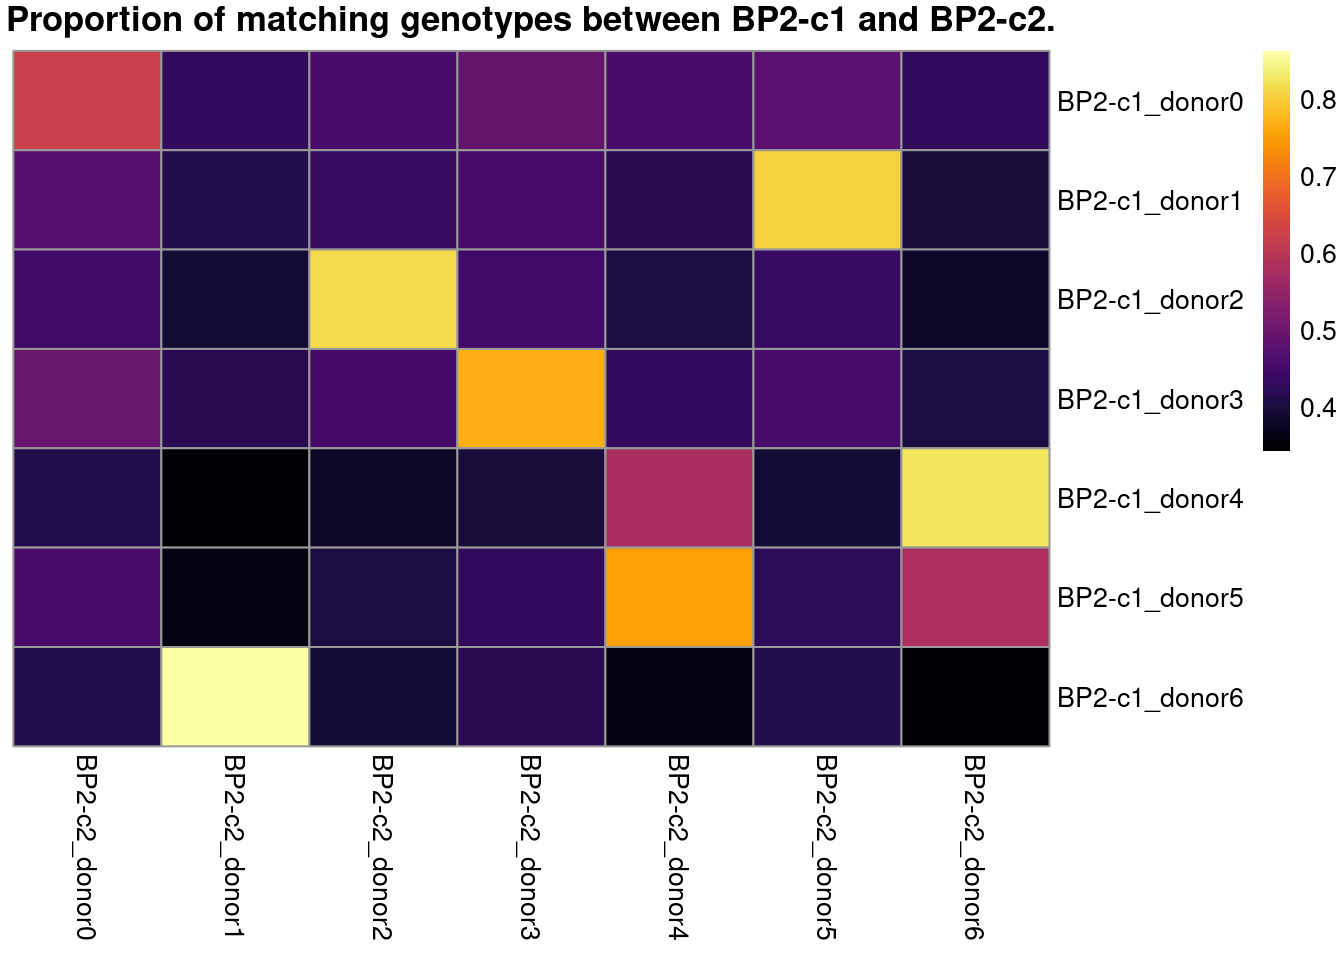 Proportion of matching genotypes between BP2-c1 and BP2-c2.
BP2-c1_donor0
BP2-c1_donor1
BP2-c1_donor2
BP2-c1_donor3
BP2-c1_donor4
BP2-c1_donor5
BP2-c1_donor6
0.8
0.7
0.6
0.5
0.4
BP2-c2_donor0
BP2-c2_donor1
BP2-c2_donor2
BP2-c2_donor3
BP2-c2_donor4
BP2-c2_donor5
BP2-c2_donor6